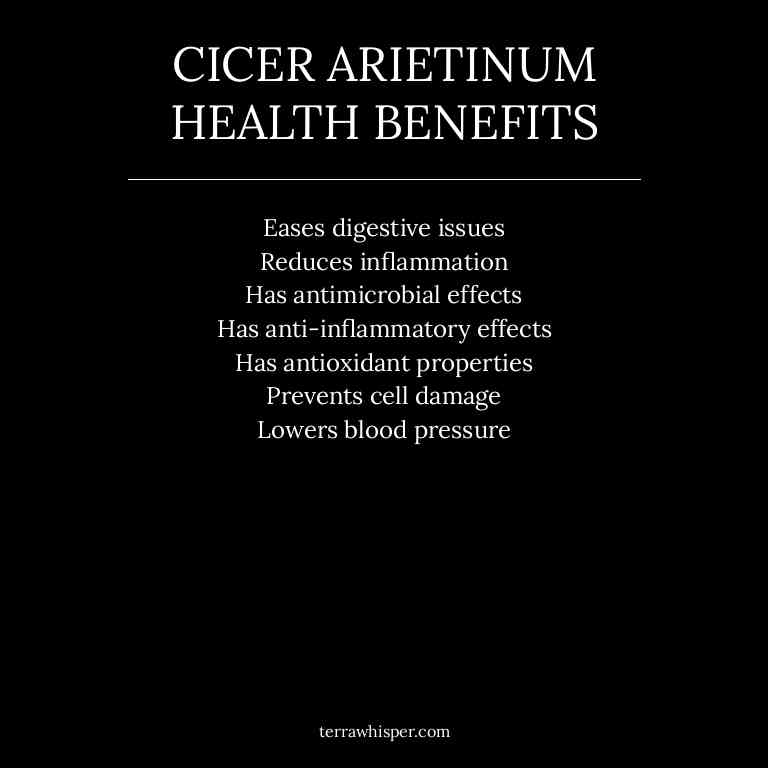 CICER ARIETINUM
HEALTH BENEFITS
Eases digestive issues
Reduces inflammation
Has antimicrobial effects
Has anti-inflammatory effects
Has antioxidant properties
Prevents cell damage
Lowers blood pressure
terrawhisper.com